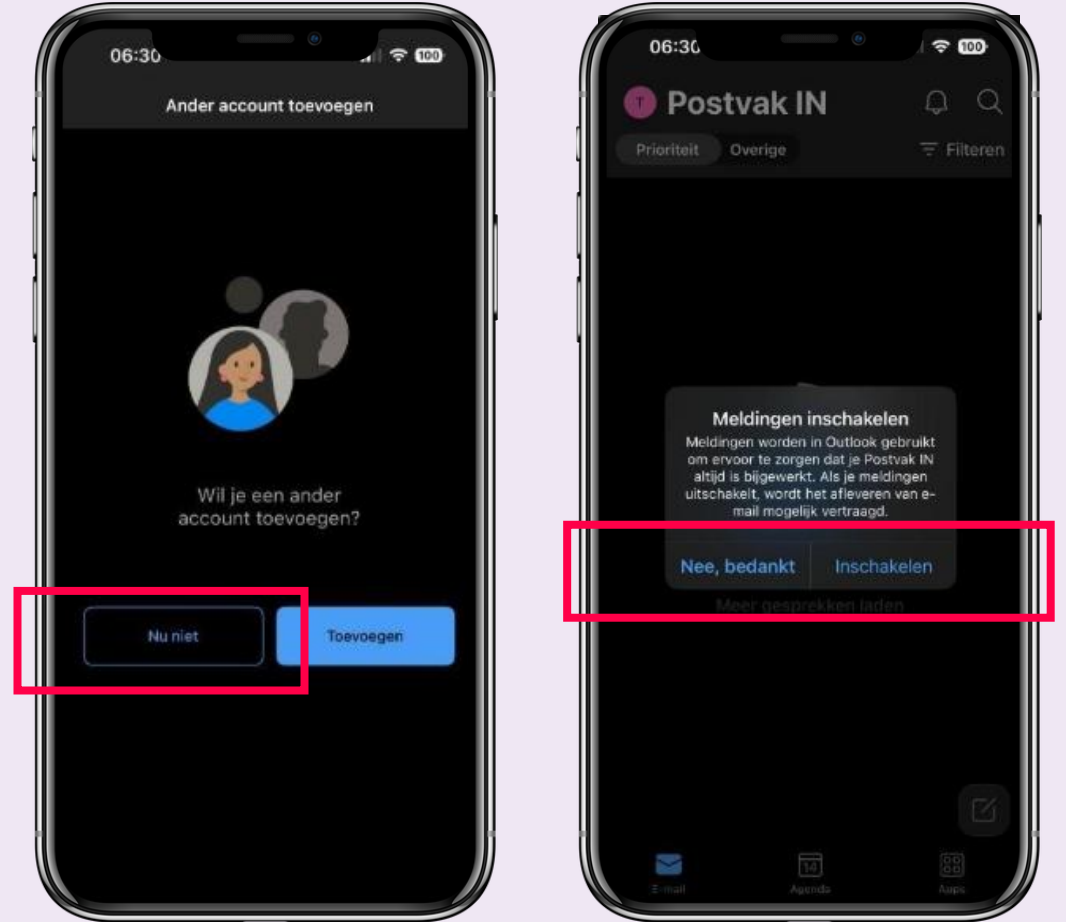 06:30
100
Ander account toevoegen
Wil je een ander
account toevoegen?
Nu niet
Toevoegen
06:30
100
T
Postvak IN
Prioriteit
Overige
Filteren
Meldingen inschakelen
Meldingen worden in Outlook gebruikt
om ervoor te zorgen dat je Postvak IN
altijd is bijgewerkt. Als je meldingen
uitschakelt, wordt het afleveren van e-
mail mogelijk vertraagd.
Nee, bedankt
Inschakelen
Meer gesprekken laden
14
E-mail
Agenda
Apps